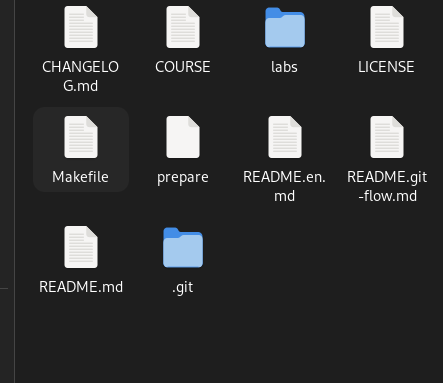 CHANGELO
G.md
COURSE
labs
LICENSE
Makefile
prepare
README.en.
md
README.git
-flow.md
README.md
.git